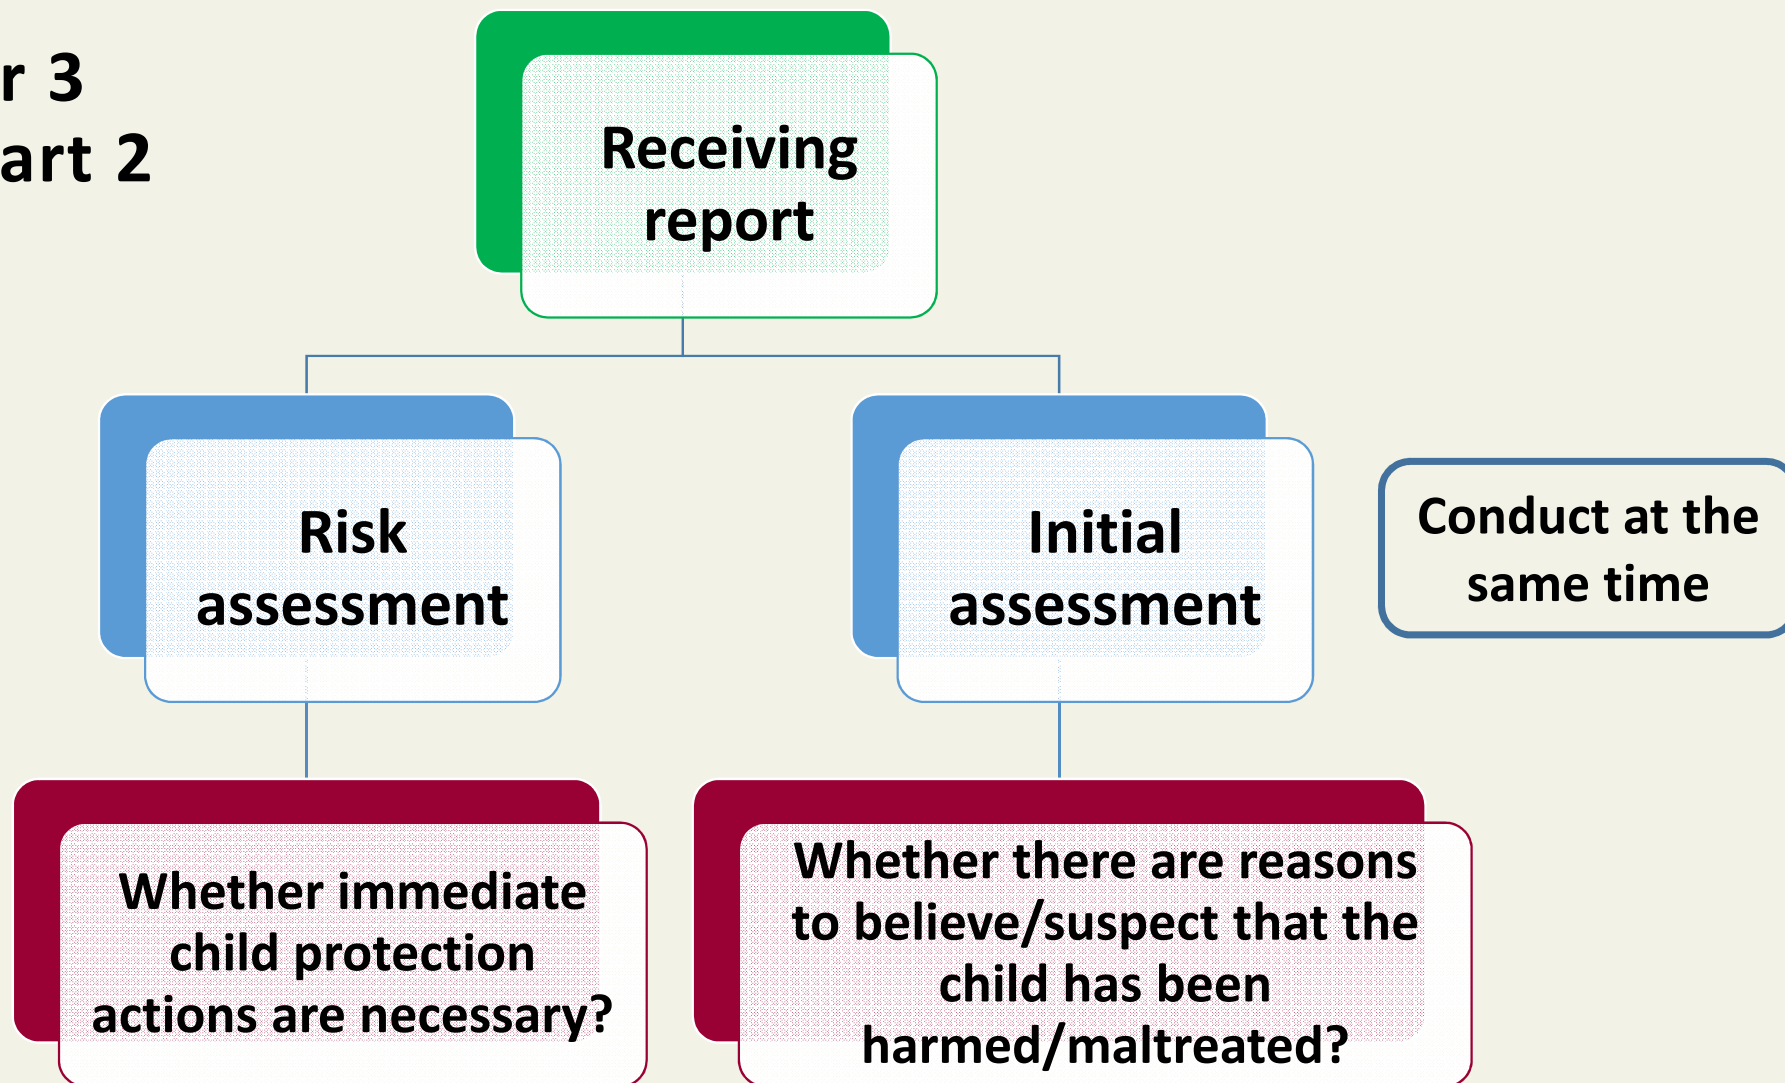 r 3
art 2
Receiving
report
Risk
assessment
Initial
assessment
Conduct at the
same time
Whether immediate
child protection
actions are necessary?
Whether there are reasons
to believe/suspect that the
child has been
harmed/maltreated?